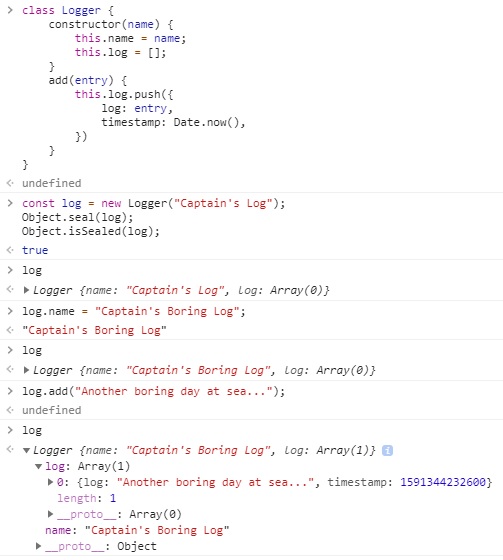 > class Logger {
constructor(name) {
this.name = name;
this.log = [];
}
add(entry) {
this.log.push({
log: entry,
timestamp: Date.now(),
})
}
}
undefined
> const log = new Logger("Captain's Log");
Object.seal(log);
Object.isSealed(log);
true
> log
Logger {name: "Captain's Log", log: Array(0)}
> log.name = "Captain's Boring Log";
"Captain's Boring Log"
> log
Logger {name: "Captain's Boring Log", log: Array(0)}
> log.add("Another boring day at sea...");
undefined
> log
Logger {name: "Captain's Boring Log", log: Array(1)} i
log: Array(1)
0: {log: "Another boring day at sea...", timestamp: 1591344232600}
length: 1
__proto__: Array(0)
name: "Captain's Boring Log"
__proto__: Object